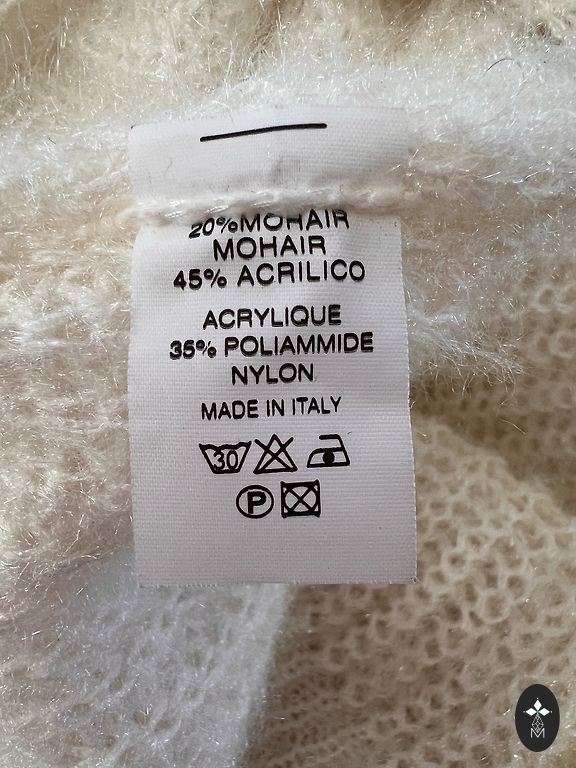 20%MOHAIR
MOHAIR
45% ACRILICO
ACRYLIQUE
35% POLIAMMIDE
NYLON
MADE IN ITALY
30
P
M